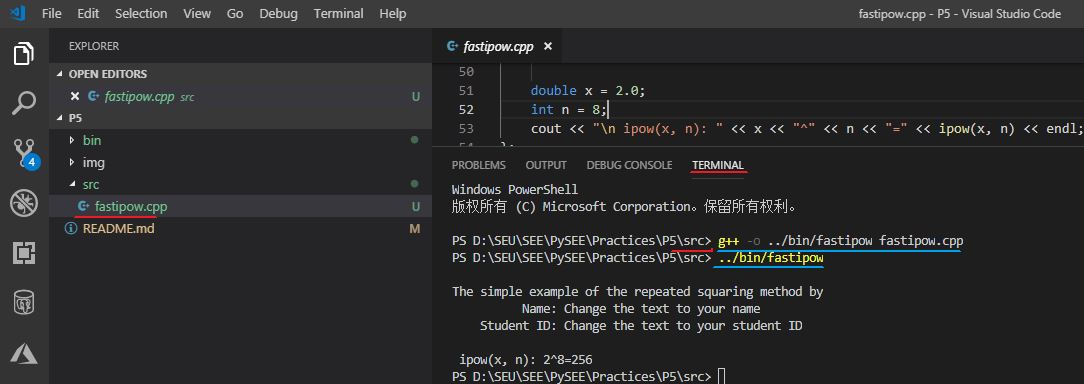 File Edit Selection View Go Debug Terminal Help fastipow.cpp - P5 - Visual Studio Code
EXPLORER
OPEN EDITORS
fastipow.cpp src U
P5
bin
img
src
fastipow.cpp U
README.md M
4
fastipow.cpp
50
51 double x = 2.0;
52 int n = 8;
53 cout << "\n ipow(x, n): " << x << "^" << n << "=" << ipow(x, n) << endl;
PROBLEMS OUTPUT DEBUG CONSOLE TERMINAL
Windows PowerShell
版权所有 (C) Microsoft Corporation。保留所有权利。
PS D:\SEU\SEE\PySEE\Practices\P5\src> g++ -o ../bin/fastipow fastipow.cpp
PS D:\SEU\SEE\PySEE\Practices\P5\src> ../bin/fastipow
The simple example of the repeated squaring method by
Name: Change the text to your name
Student ID: Change the text to your student ID
ipow(x, n): 2^8=256
PS D:\SEU\SEE\PySEE\Practices\P5\src>